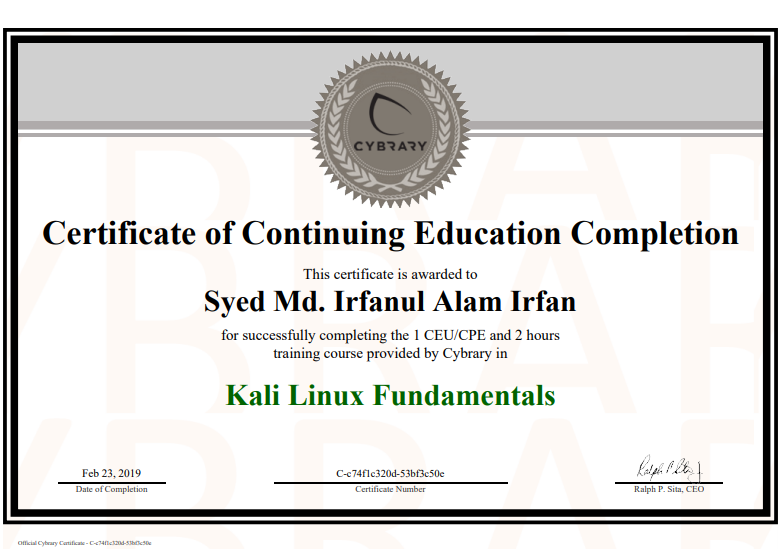 CYBRARY
Certificate of Continuing Education Completion
This certificate is awarded to
Syed Md. Irfanul Alam Irfan
for successfully completing the 1 CEU/CPE and 2 hours
training course provided by Cybrary in
Kali Linux Fundamentals
Feb 23, 2019
Date of Completion
C-c74f1c320d-53bf3c50e
Certificate Number
Ralph P. Sita, CEO
Official Cybrary Certificate - C-c74f1c320d-53bf3c50e